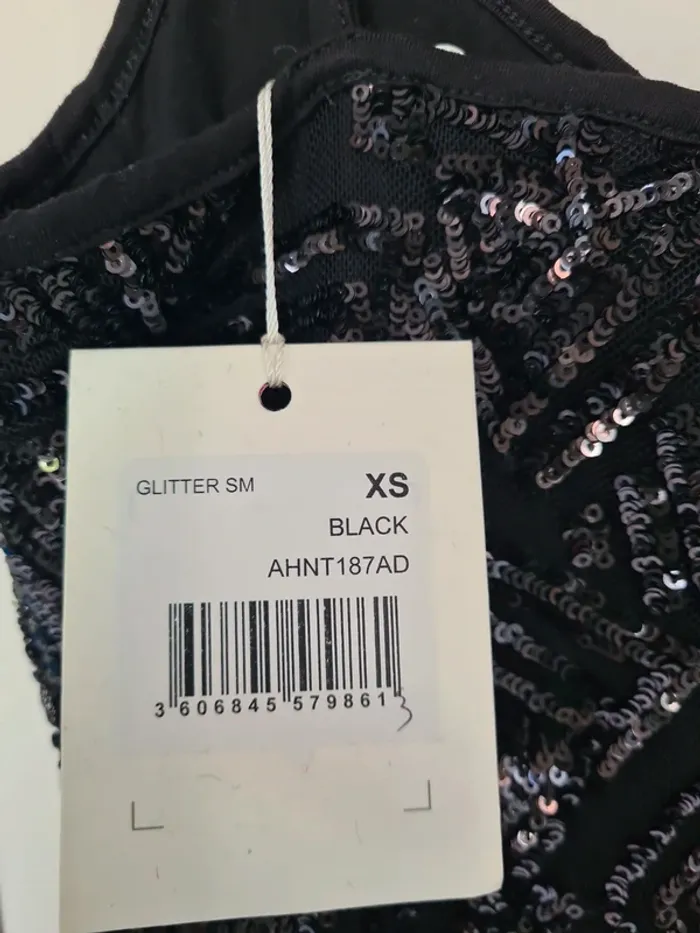 GLITTER SM XS
BLACK
AHNT187AD
3 606845 579861